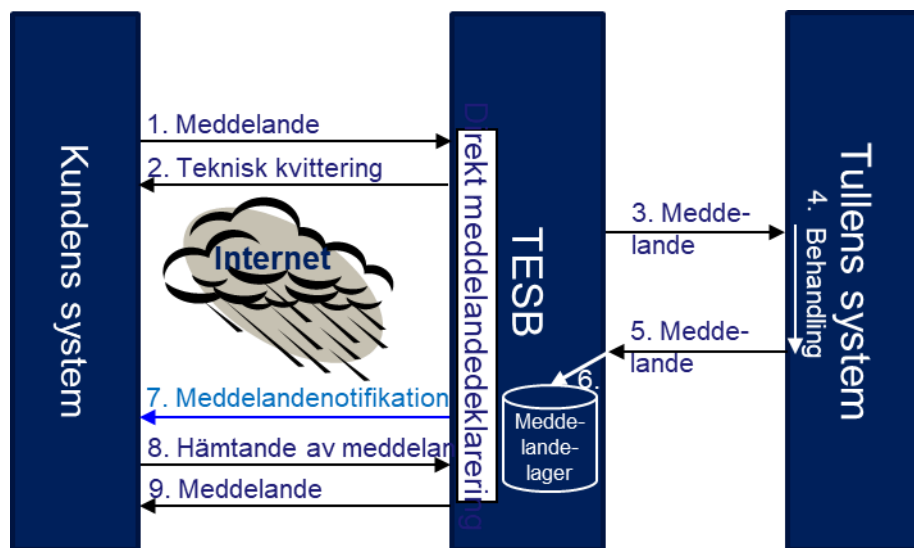 Kundens system
1. Meddelande
2. Teknisk kvittering
Internet
7. Meddelandenotifikation
8. Hämtande av meddelan
9. Meddelande
Direkt meddelandedeklarering
TESB
3. Medde-
lande
5. Medde-
lande
6.
Medde-
lande-
lager
4. Behandling
Tullens system